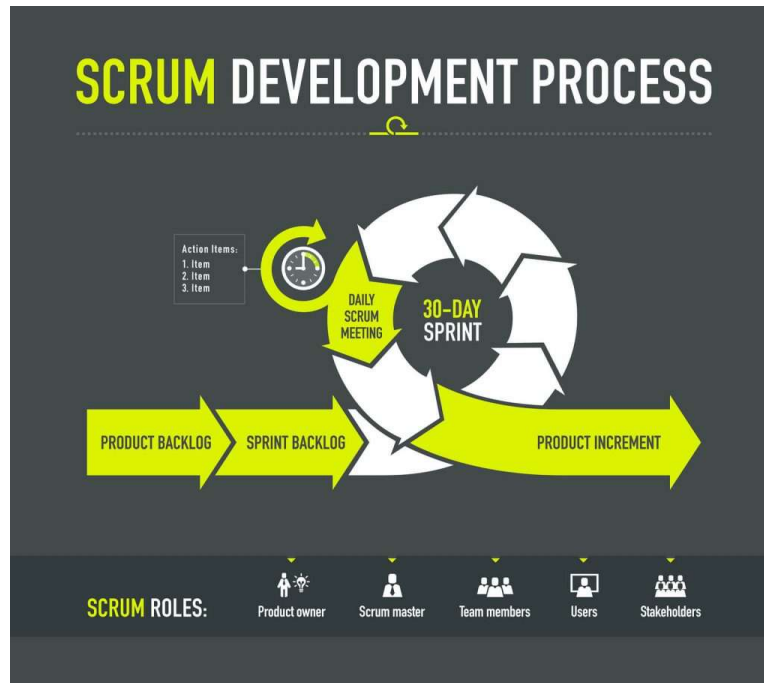 SCRUM DEVELOPMENT PROCESS
Action Items:
1. Item
2. Item
3. Item
DAILY
SCRUM
MEETING
30-DAY
SPRINT
PRODUCT BACKLOG
SPRINT BACKLOG
PRODUCT INCREMENT
SCRUM ROLES:
Product owner
Scrum master
Team members
Users
Stakeholders